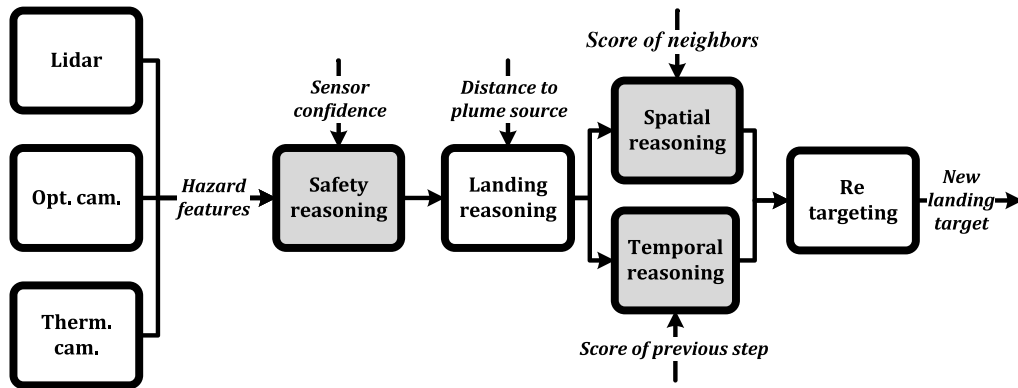 Lidar
Opt. cam.
Therm.
cam.
Hazard
features
Sensor
confidence
Safety
reasoning
Distance to
plume source
Landing
reasoning
Score of neighbors
Spatial
reasoning
Temporal
reasoning
Score of previous step
Re
targeting
New
landing
target